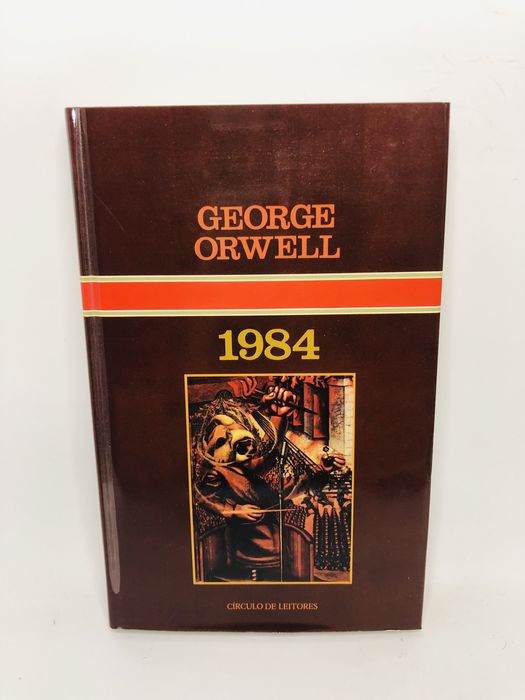 GEORGE
ORWELL
1984
CÍRCULO DE LEITORES